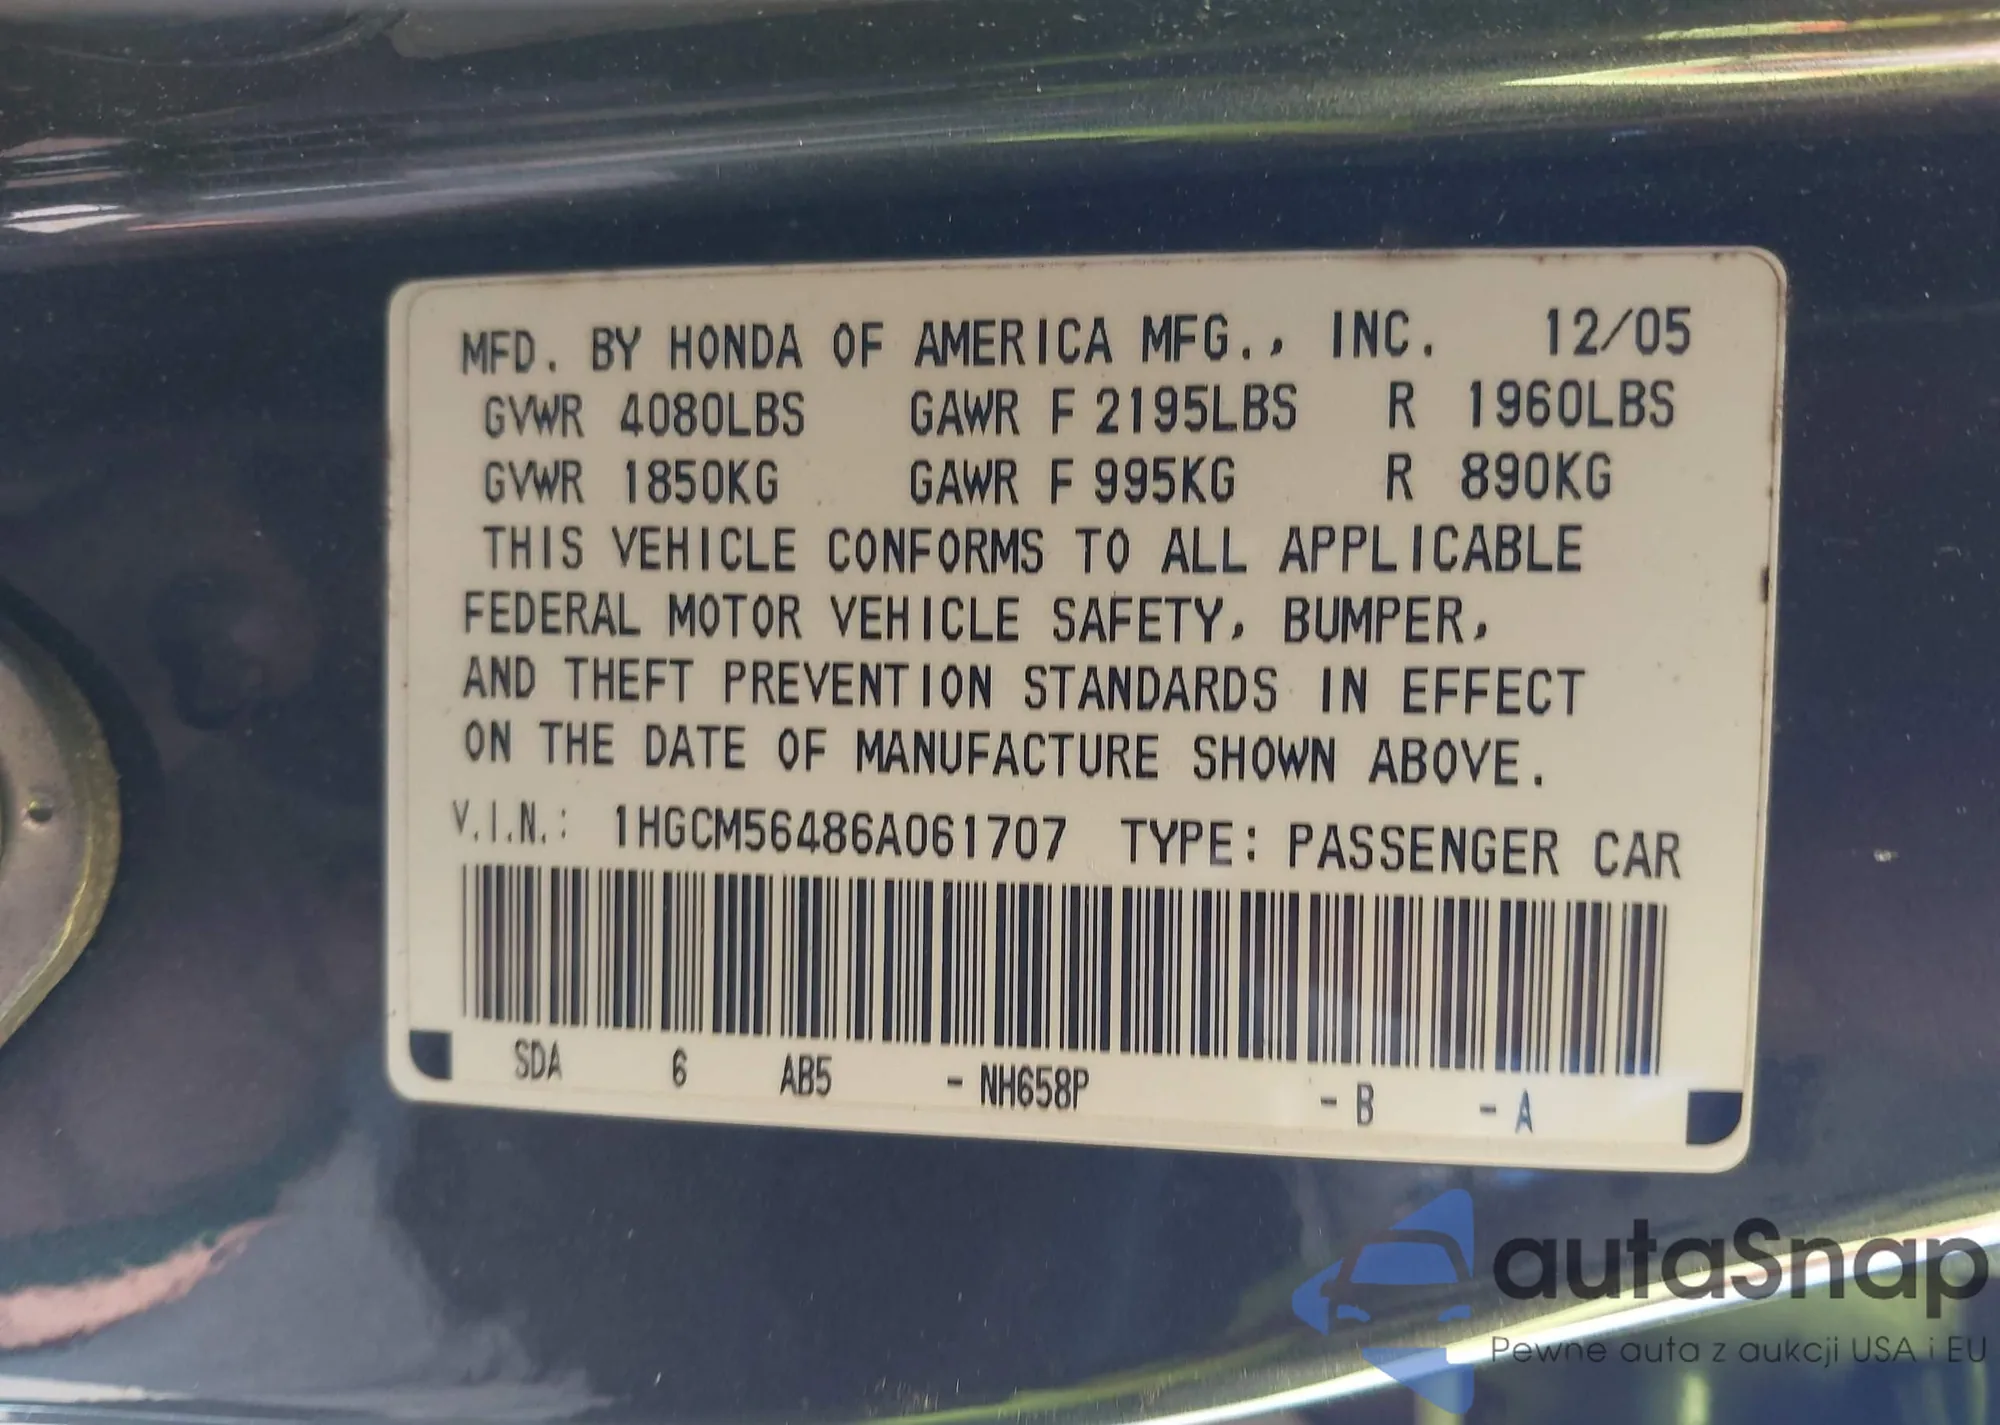 MFD. BY HONDA OF AMERICA MFG., INC. 12/05
GVWR 4080LBS GAWR F 2195LBS R 1960LBS
GVWR 1850KG GAWR F 995KG R 890KG
THIS VEHICLE CONFORMS TO ALL APPLICABLE
FEDERAL MOTOR VEHICLE SAFETY, BUMPER,
AND THEFT PREVENTION STANDARDS IN EFFECT
ON THE DATE OF MANUFACTURE SHOWN ABOVE.
V.I.N.: 1HGCM56486A061707 TYPE: PASSENGER CAR
SDA 6 AB5 - NH658P - B - A
autaSnap
Pewne auta z aukcji USA i EU